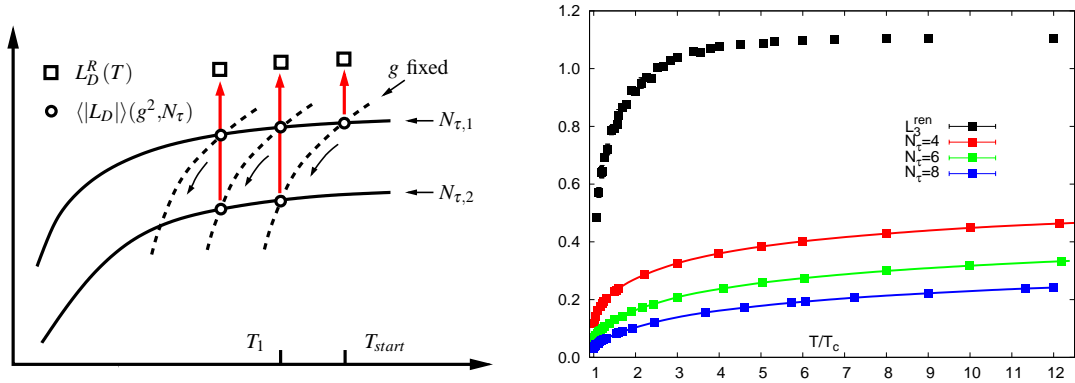 L_D^R(T)
⟨|L_D|⟩(g²,N_τ)
g fixed
N_τ,1
N_τ,2
T_1
T_start
1.2
1.0
0.8
0.6
0.4
0.2
0.0
L_3^ren
N_τ=4
N_τ=6
N_τ=8
T/T_c
1 2 3 4 5 6 7 8 9 10 11 12